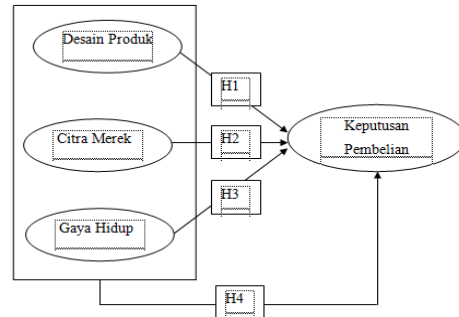 Desain Produk
H1
Citra Merek
H2
Keputusan
Pembelian
H3
Gaya Hidup
H4